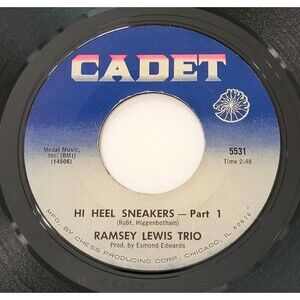 CADET
Medal Music,
Inc. (BMI)
(14506)
5531
Time 2:48
HI HEEL SNEAKERS — Part 1
(Robt. Higgenbotham)
RAMSEY LEWIS TRIO
Prod. by Esmond Edwards
MFG. BY CHESS PRODUCING CORP., CHICAGO, IL 60616